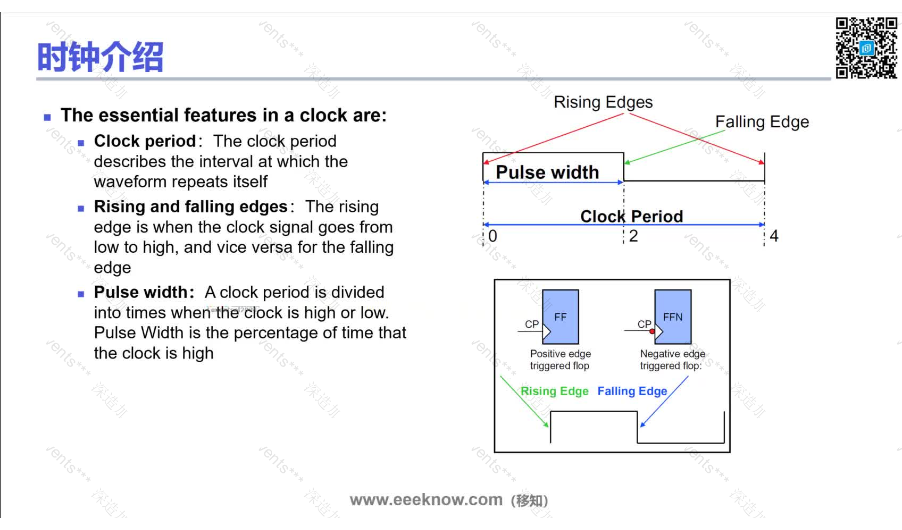 时钟介绍
The essential features in a clock are:
Clock period：The clock period
describes the interval at which the
waveform repeats itself
Rising and falling edges：The rising
edge is when the clock signal goes from
low to high, and vice versa for the falling
edge
Pulse width：A clock period is divided
into times when the clock is high or low.
Pulse Width is the percentage of time that
the clock is high
Rising Edges
Falling Edge
Pulse width
Clock Period
0
2
4
FF
CP
Positive edge
triggered flop
FFN
CP
Negative edge
triggered flop:
Rising Edge
Falling Edge
www.eeeknow.com（移知）